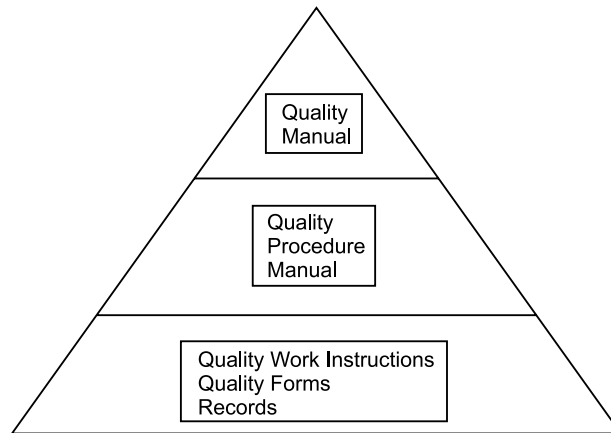 Quality
Manual
Quality
Procedure
Manual
Quality Work Instructions
Quality Forms
Records